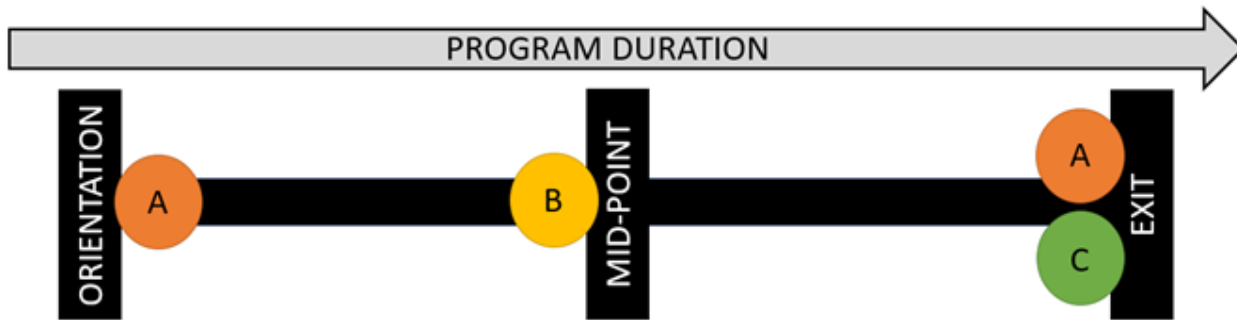 PROGRAM DURATION
ORIENTATION
A
B
MID-POINT
A
C
EXIT